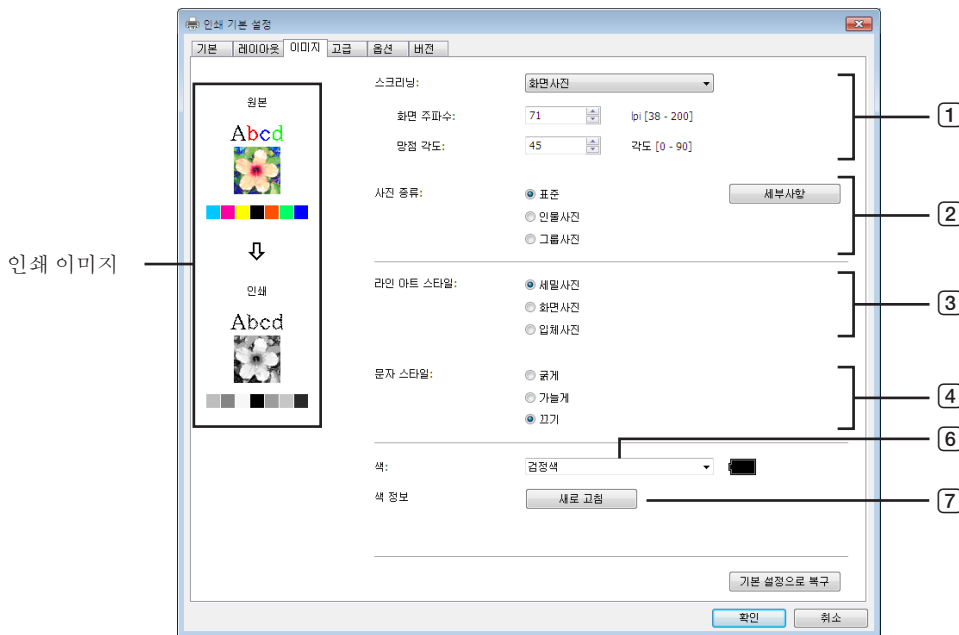 인쇄 기본 설정
기본 레이아웃 이미지 고급 옵션 버전
인쇄 이미지
원본
Abcd
인쇄
Abcd
스크리닝: 화면사진
화면 주파수: 71 lpi [38 - 200]
망점 각도: 45 각도 [0 - 90]
1
사진 종류: 표준 세부사항
인물사진
그룹사진
2
라인 아트 스타일: 세밀사진
화면사진
입체사진
3
문자 스타일: 굵게
가늘게
끄기
4
6
색: 검정색
색 정보 새로 고침
7
기본 설정으로 복구
확인 취소